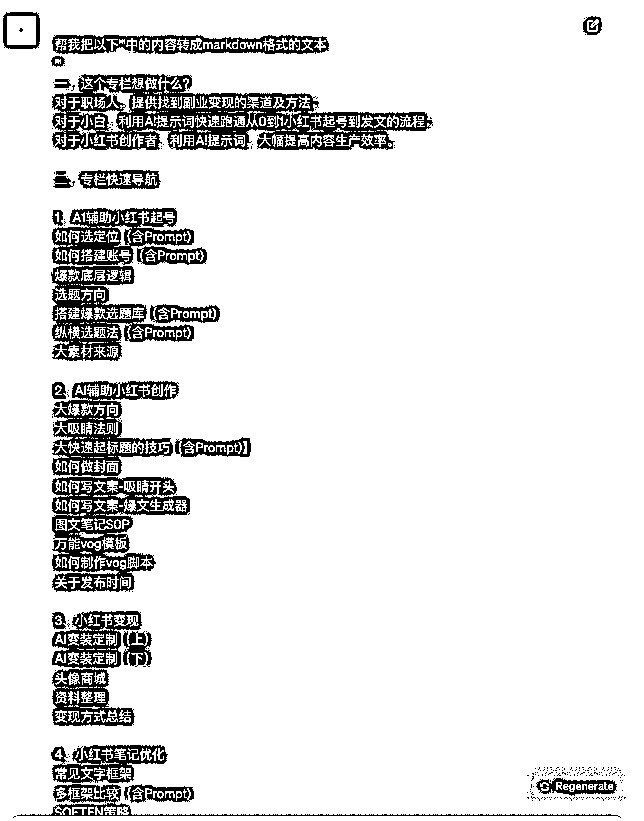 帮我把以下"中的内容转成markdown格式的文本
二、这个专栏想做什么?
对于职场人，提供找到副业变现的渠道及方法。
对于小白，利用AI提示词快速跑通从0到1小红书起号到发文的流程。
对于小红书创作者，利用AI提示词，大幅提高内容生产效率。
三、专栏快速导航
1、AI辅助小红书起号
如何选定位（含Prompt）
如何搭建账号（含Prompt）
爆款底层逻辑
选题方向
搭建爆款选题库（含Prompt）
纵横选题法（含Prompt）
大素材来源
2、AI辅助小红书创作
大爆款方向
大吸睛法则
大快速起标题的技巧（含Prompt）】
如何做封面
如何写文案-吸睛开头
如何写文案-爆文生成器
图文笔记SOP
万能vog模板
如何制作vog脚本
关于发布时间
3、小红书变现
AI变装定制（上）
AI变装定制（下）
头像商城
资料整理
变现方式总结
4、小红书笔记优化
常见文字框架
多框架比较（含Prompt）
SOFTEN策略
Regenerate